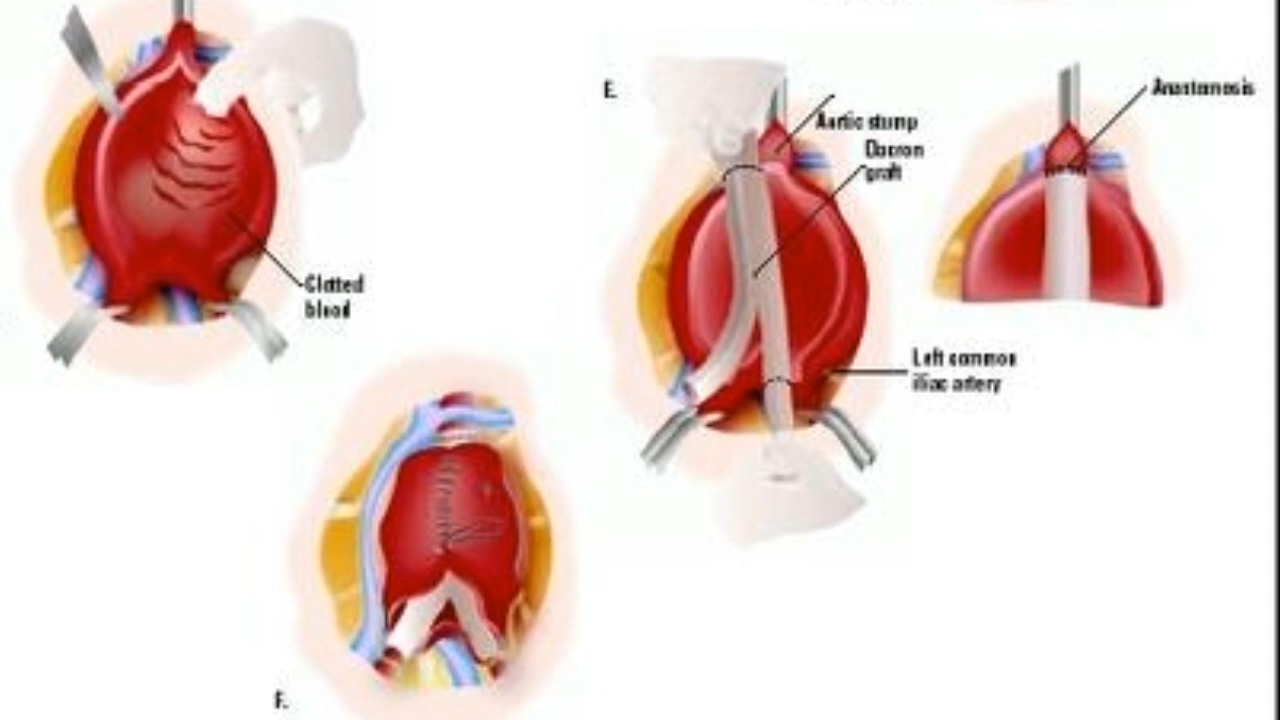 Clotted
blood
E.
Aortic stump
Dacron
graft
Anastomosis
Left common
iliac artery
F.